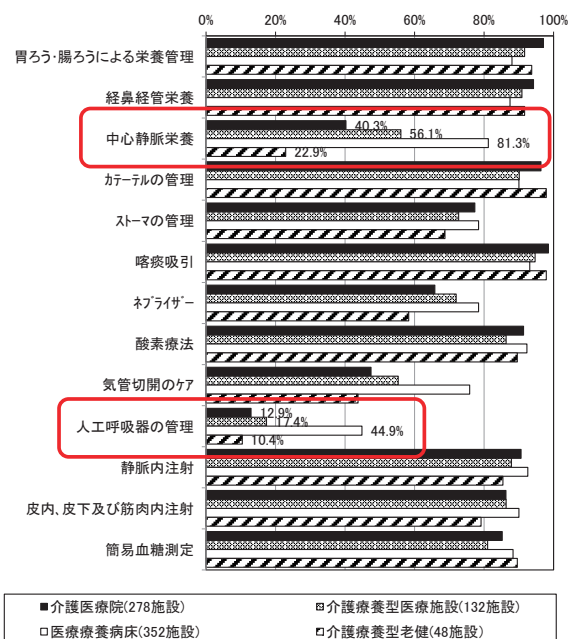 0% 20% 40% 60% 80% 100%
胃ろう･腸ろうによる栄養管理
経鼻経管栄養
中心静脈栄養
40.3%
56.1%
81.3%
22.9%
ｶﾃｰﾃﾙの管理
ｽﾄｰﾏの管理
喀痰吸引
ﾈﾌﾞﾗｲｻﾞｰ
酸素療法
気管切開のケア
人工呼吸器の管理
12.9%
17.4%
44.9%
10.4%
静脈内注射
皮内、皮下及び筋肉内注射
簡易血糖測定
介護医療院(278施設) 介護療養型医療施設(132施設)
医療療養病床(352施設) 介護療養型老健(48施設)